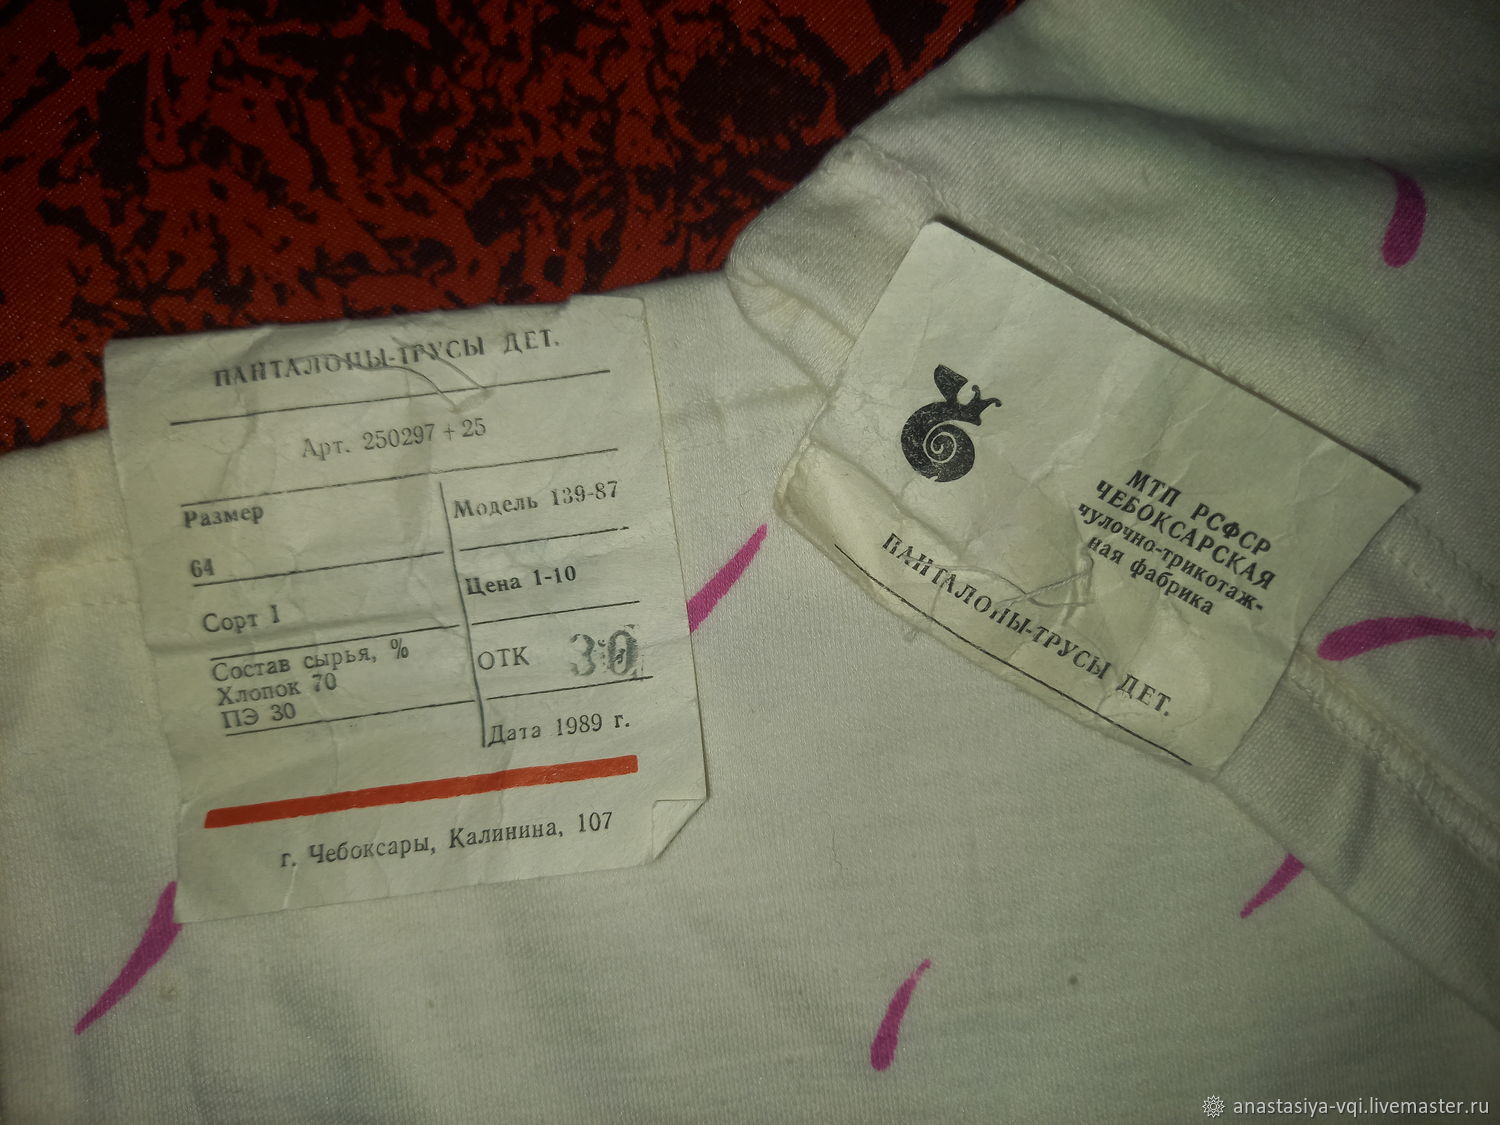 ПАНТАЛОНЫ-ТРУСЫ ДЕТ.
Арт. 250297 + 25
Размер
64
Сорт 1
Состав сырья, %
Хлопок 70
ПЭ 30
Модель 139-87
Цена 1-10
ОТК 30
Дата 1989 г.
г. Чебоксары, Калинина, 107
МТП РСФСР
ЧЕБОКСАРСКАЯ
чулочно-трикотаж-
ная фабрика
ПАНТАЛОНЫ-ТРУСЫ ДЕТ.
anastasiya-vqi.livemaster.ru